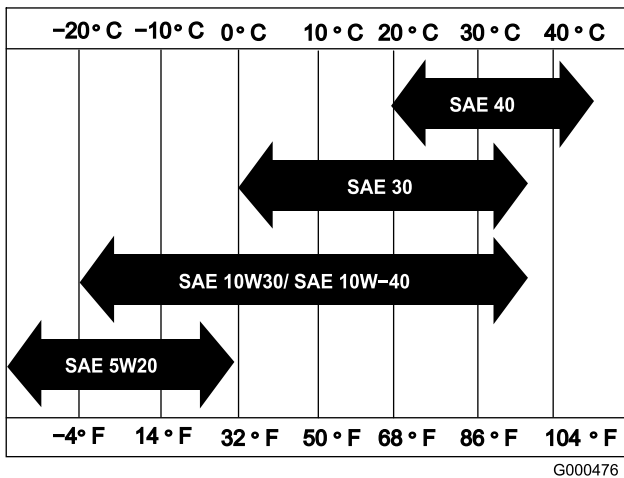 −20° C −10° C 0° C 10° C 20° C 30° C 40° C
SAE 40
SAE 30
SAE 10W30/ SAE 10W−40
SAE 5W20
−4° F 14° F 32° F 50° F 68° F 86° F 104 ° F
G000476